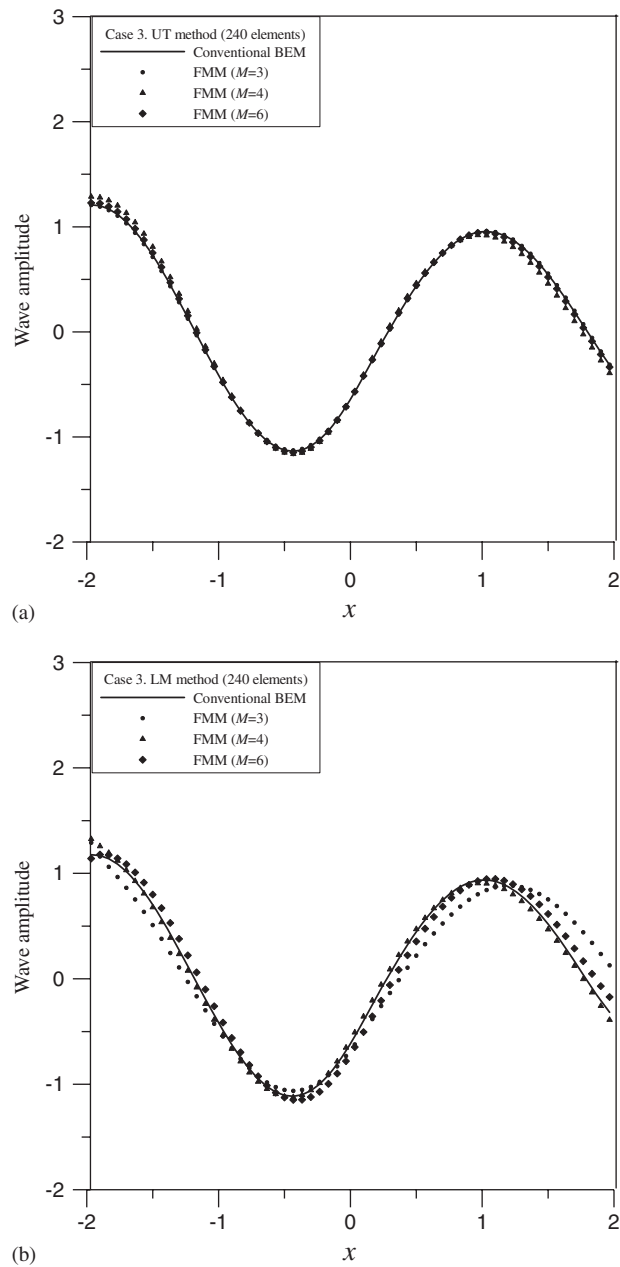 3
2
1
0
-1
-2
Wave amplitude
Case 3. UT method (240 elements)
Conventional BEM
FMM (M=3)
FMM (M=4)
FMM (M=6)
-2
-1
0
1
2
x
(a)
3
2
1
0
-1
-2
Wave amplitude
Case 3. LM method (240 elements)
Conventional BEM
FMM (M=3)
FMM (M=4)
FMM (M=6)
-2
-1
0
1
2
x
(b)